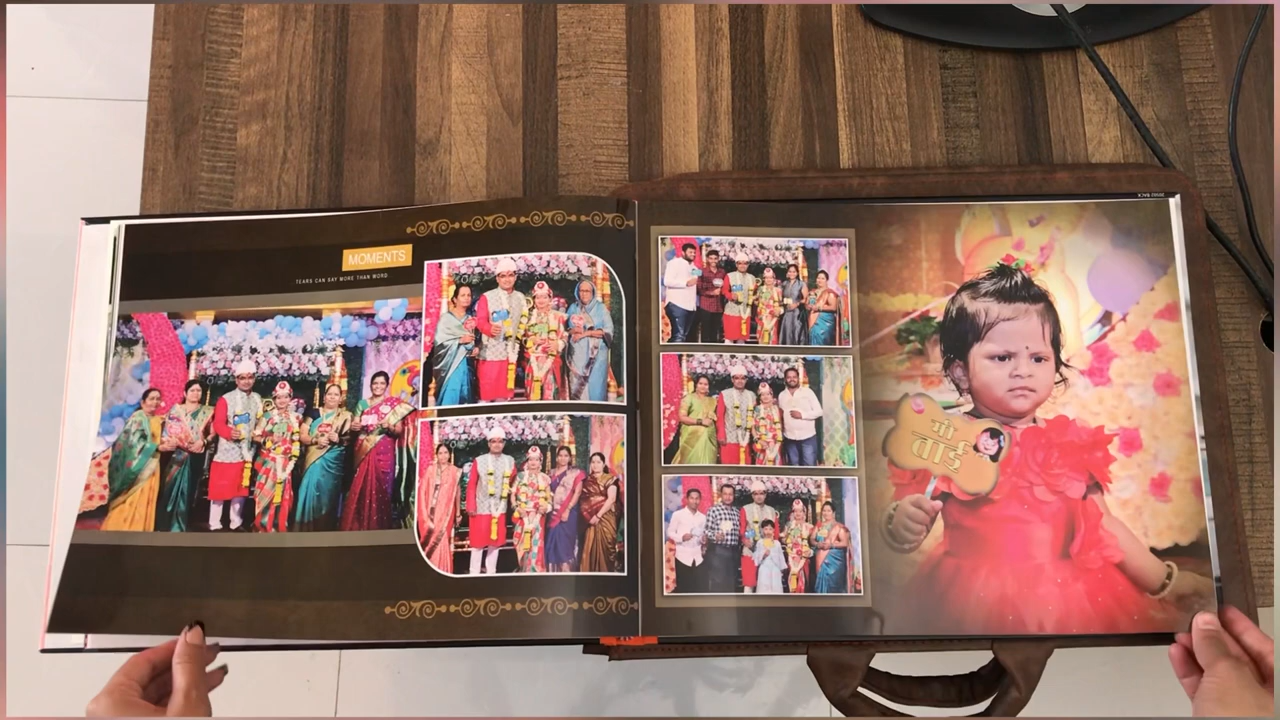 MOMENTS
TEARS CAN SAY MORE THAN WORD
मी
ताई